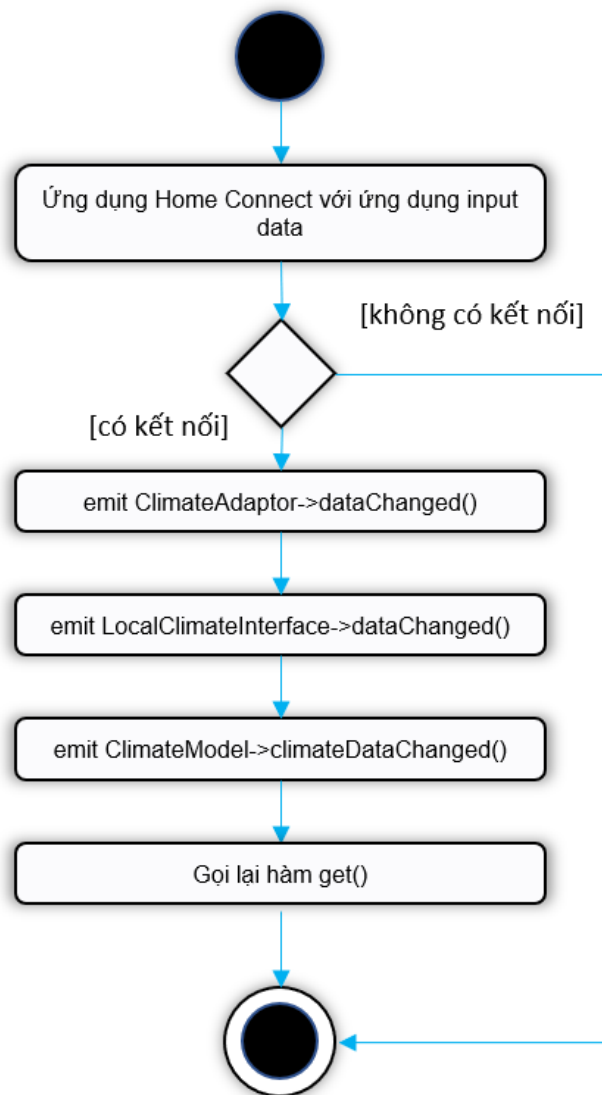 Ứng dụng Home Connect với ứng dụng input
data
[không có kết nối]
[có kết nối]
emit ClimateAdaptor->dataChanged()
emit LocalClimateInterface->dataChanged()
emit ClimateModel->climateDataChanged()
Gọi lại hàm get()